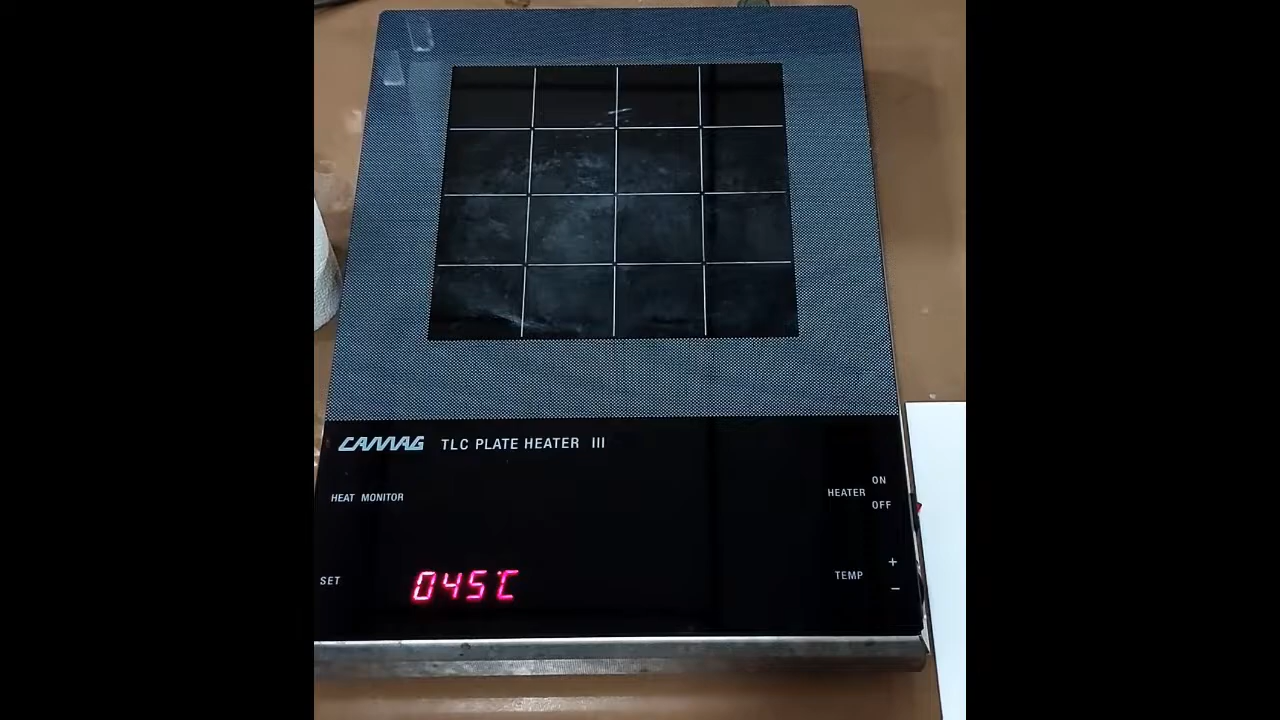 CAMAG TLC PLATE HEATER III
HEAT MONITOR
HEATER ON
OFF
SET 045°C
TEMP +
−